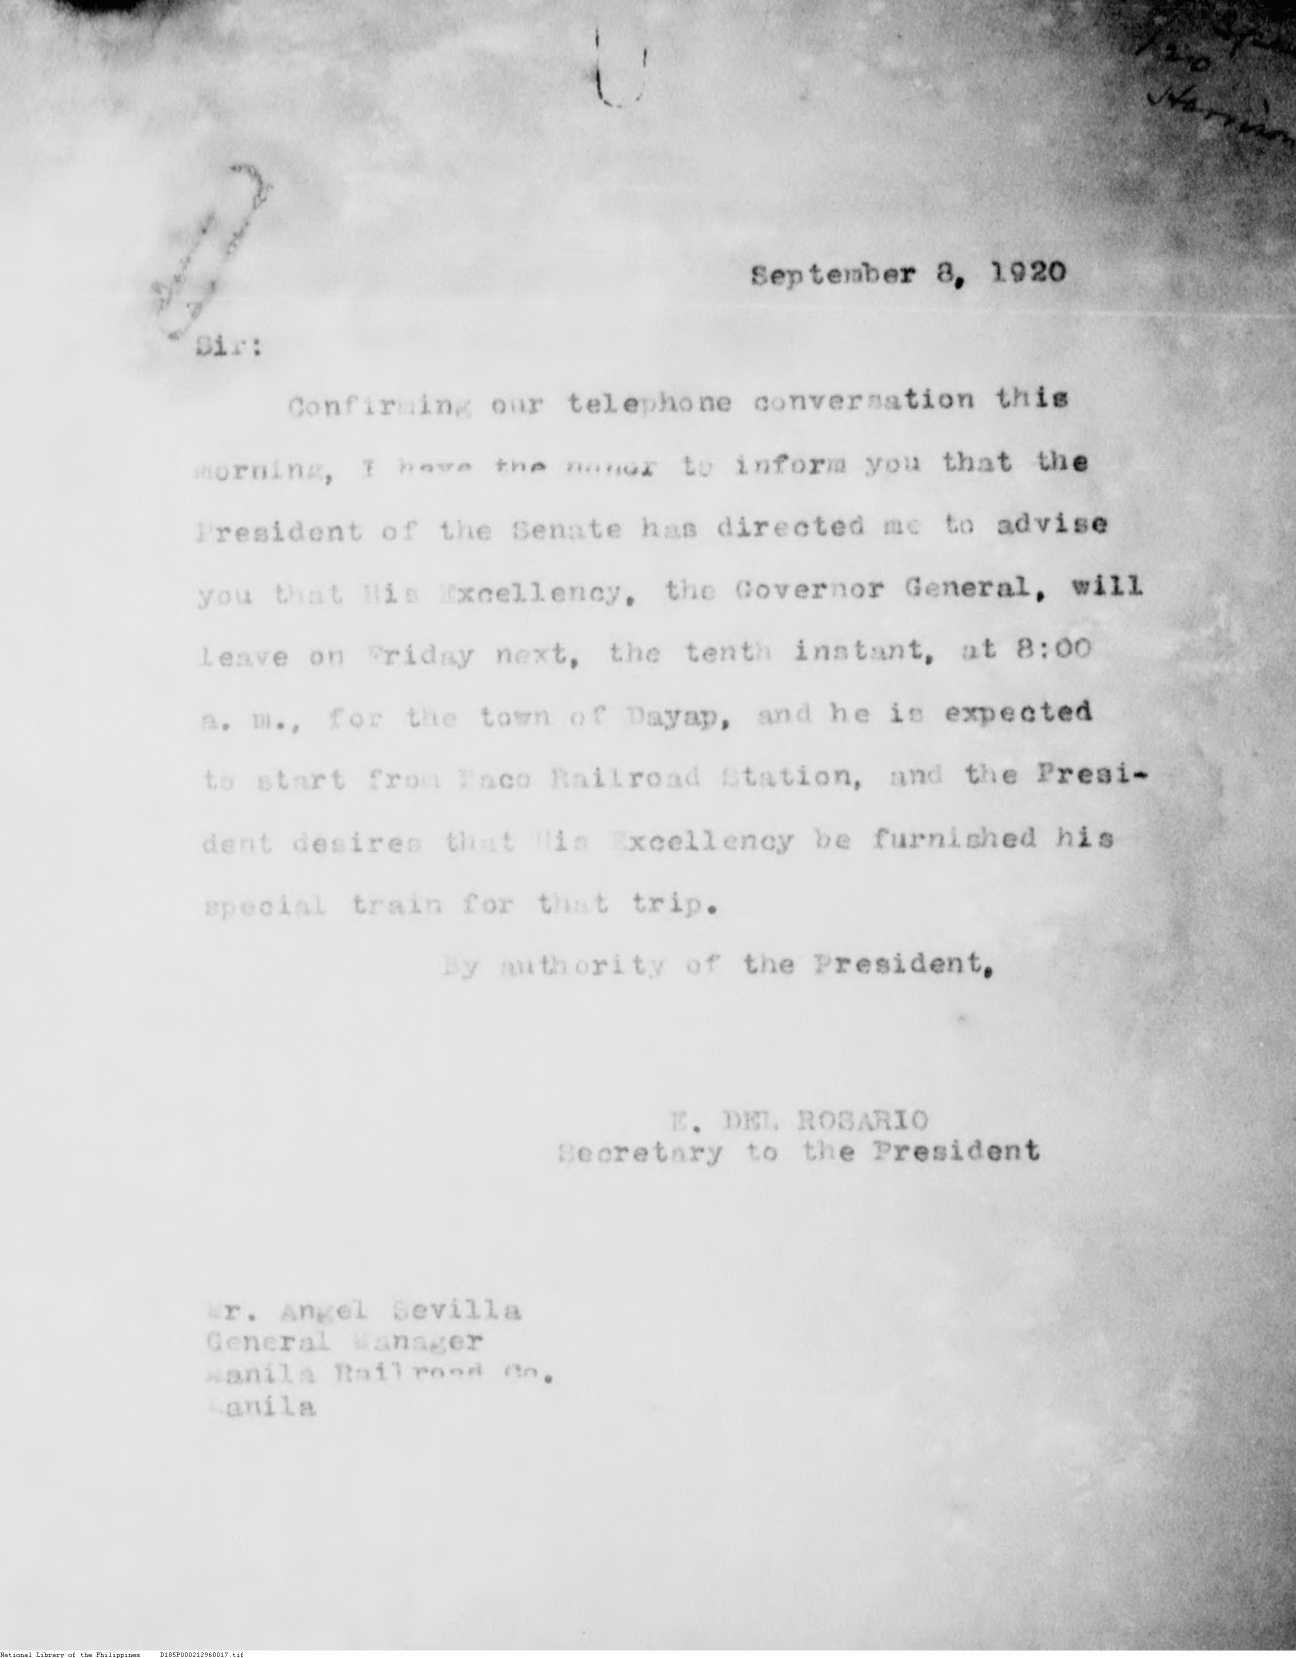 Harrison
September 8, 1920
Sir:
Confirming our telephone conversation this
morning, I have the honor to inform you that the
President of the Senate has directed me to advise
you that His Excellency, the Governor General, will
leave on Friday next, the tenth instant, at 8:00
a. m., for the town of Dayap, and he is expected
to start from Paco Railroad Station, and the Presi-
dent desires that His Excellency be furnished his
special train for that trip.
By authority of the President,
E. DEL ROSARIO
Secretary to the President
Mr. Angel Sevilla
General Manager
Manila Railroad Co.
Manila
National Library of the Philippines D185P000212960017.tif